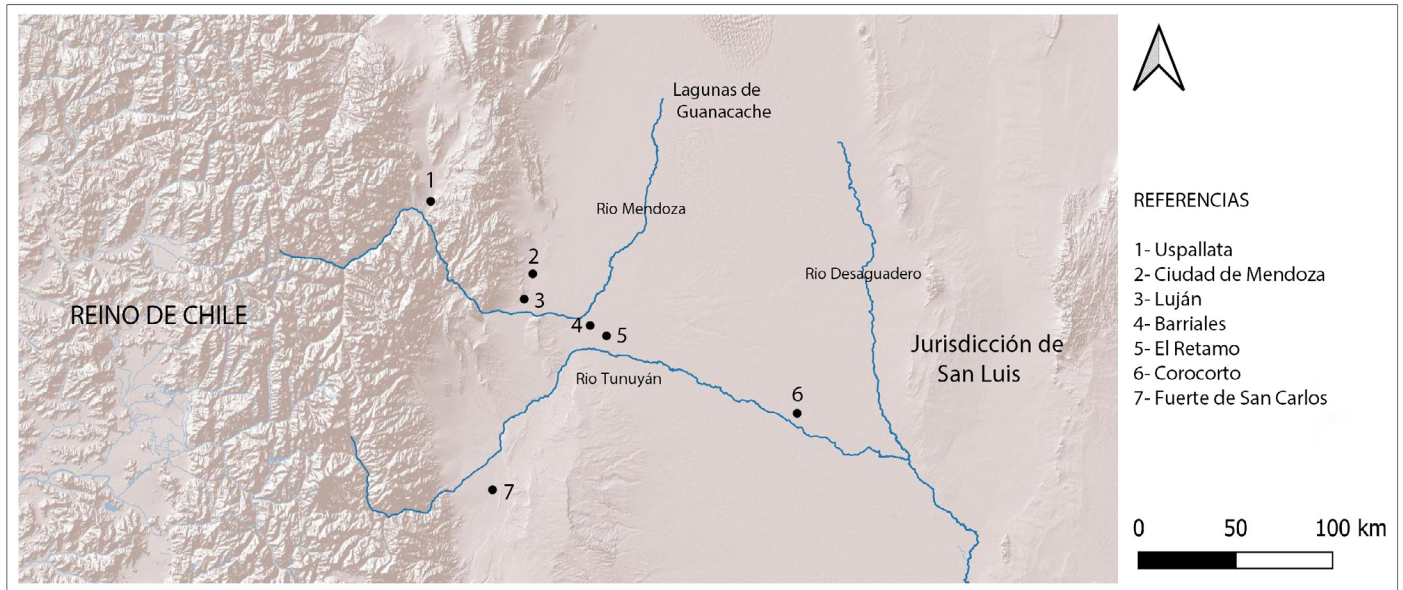 Lagunas de
Guanacache
1
Rio Mendoza
2
Rio Desaguadero
3
REINO DE CHILE
4
5
Jurisdicción de
San Luis
Rio Tunuyán
6
7
REFERENCIAS
1- Uspallata
2- Ciudad de Mendoza
3- Luján
4- Barriales
5- El Retamo
6- Corocorto
7- Fuerte de San Carlos
0 50 100 km